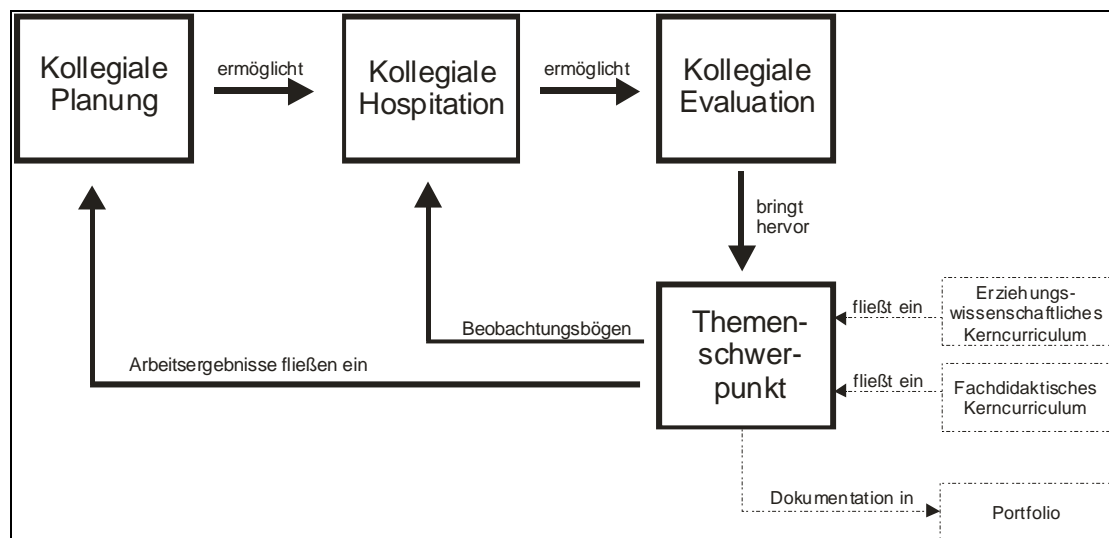 Kollegiale
Planung
ermöglicht
Kollegiale
Hospitation
ermöglicht
Kollegiale
Evaluation
bringt
hervor
Themen-
schwer-
punkt
Beobachtungsbögen
Arbeitsergebnisse fließen ein
fließt ein
Erziehungs-
wissenschaftliches
Kerncurriculum
fließt ein
Fachdidaktisches
Kerncurriculum
Dokumentation in
Portfolio